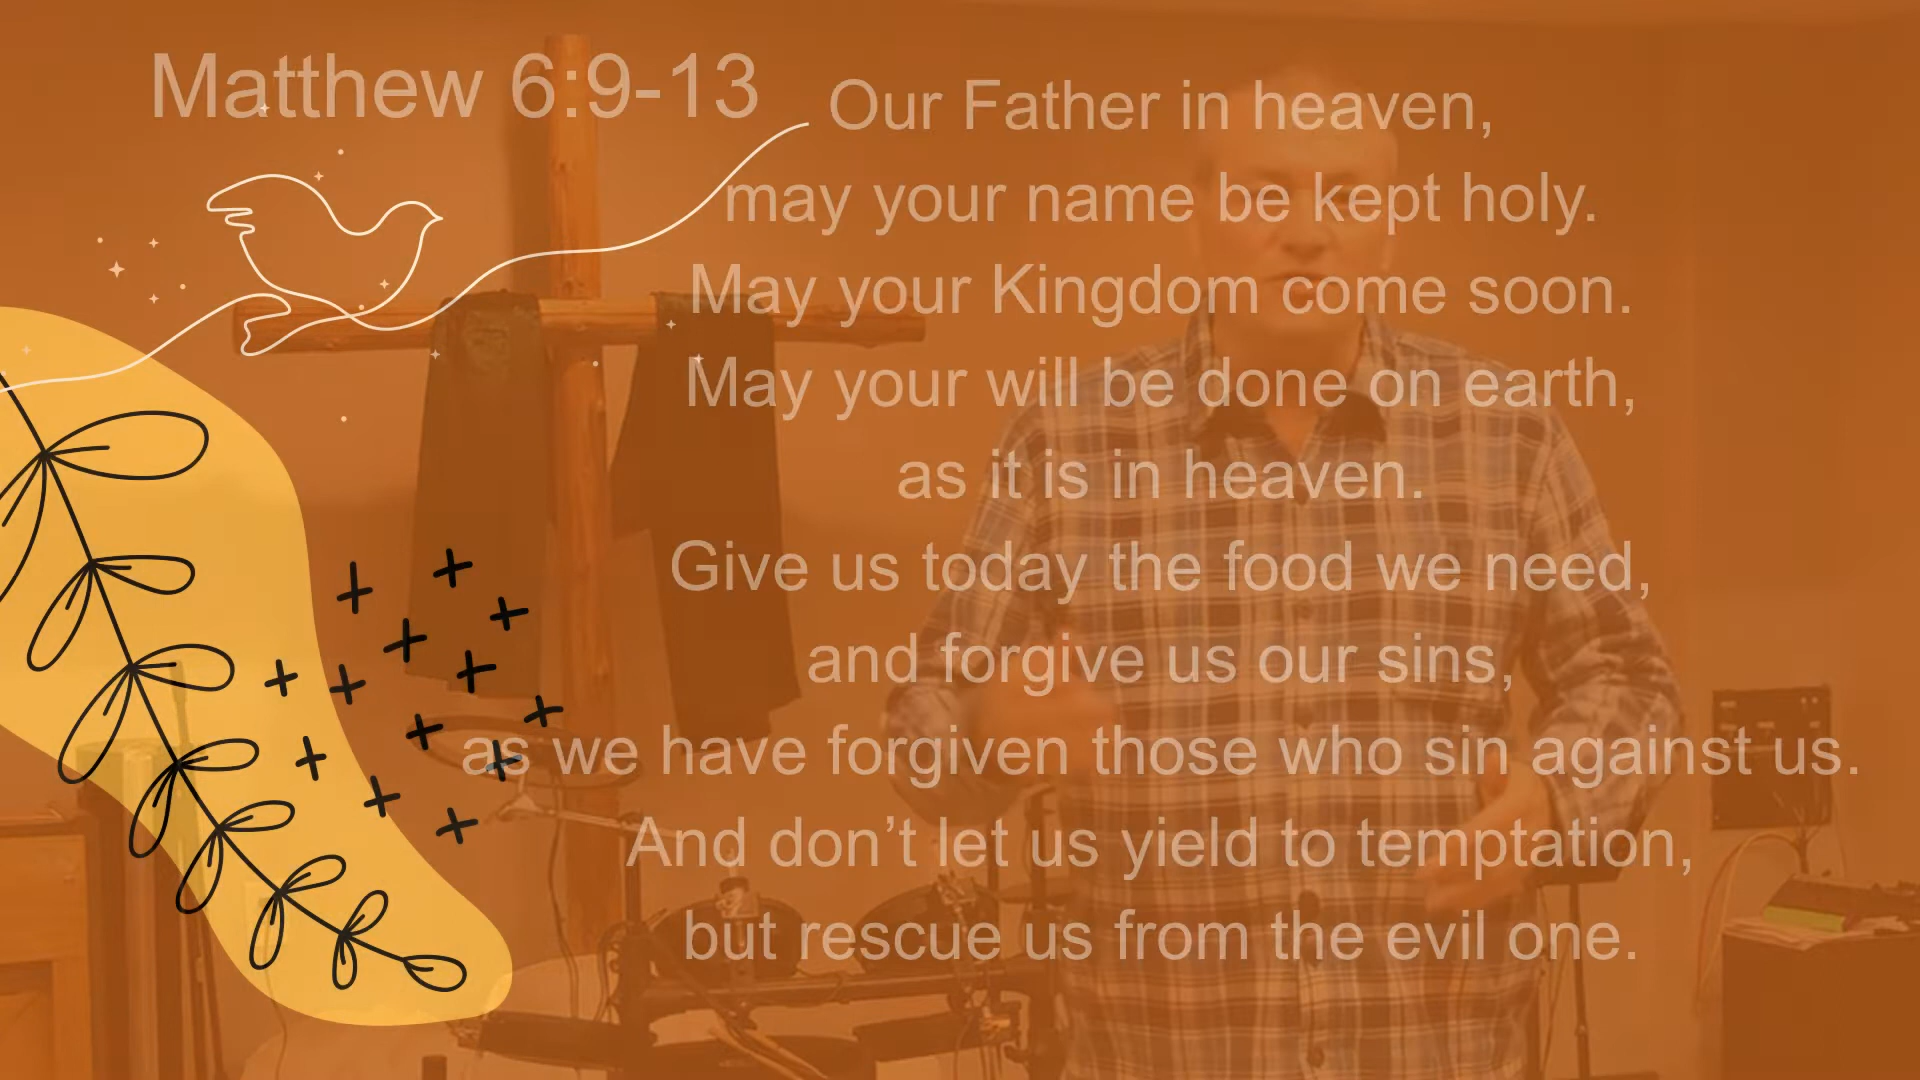 Matthew 6:9-13
Our Father in heaven,
may your name be kept holy.
May your Kingdom come soon.
May your will be done on earth,
as it is in heaven.
Give us today the food we need,
and forgive us our sins,
as we have forgiven those who sin against us.
And don’t let us yield to temptation,
but rescue us from the evil one.